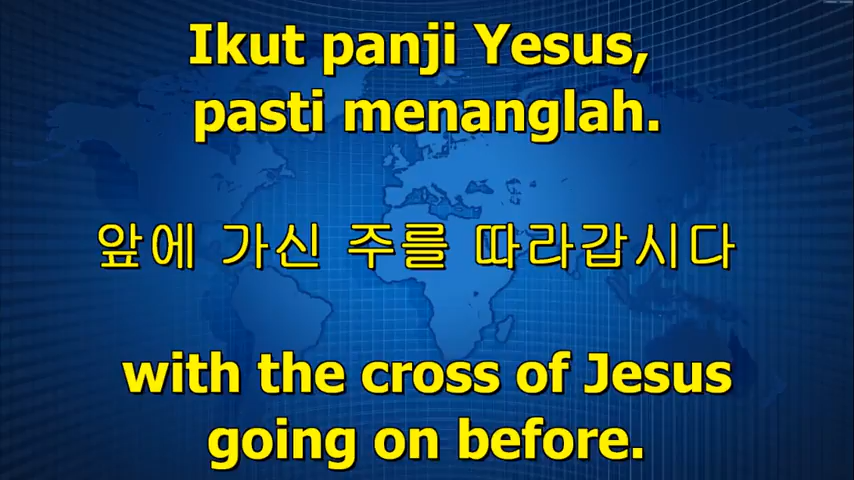 Ikut panji Yesus,
pasti menanglah.
앞에 가신 주를 따라갑시다
with the cross of Jesus
going on before.